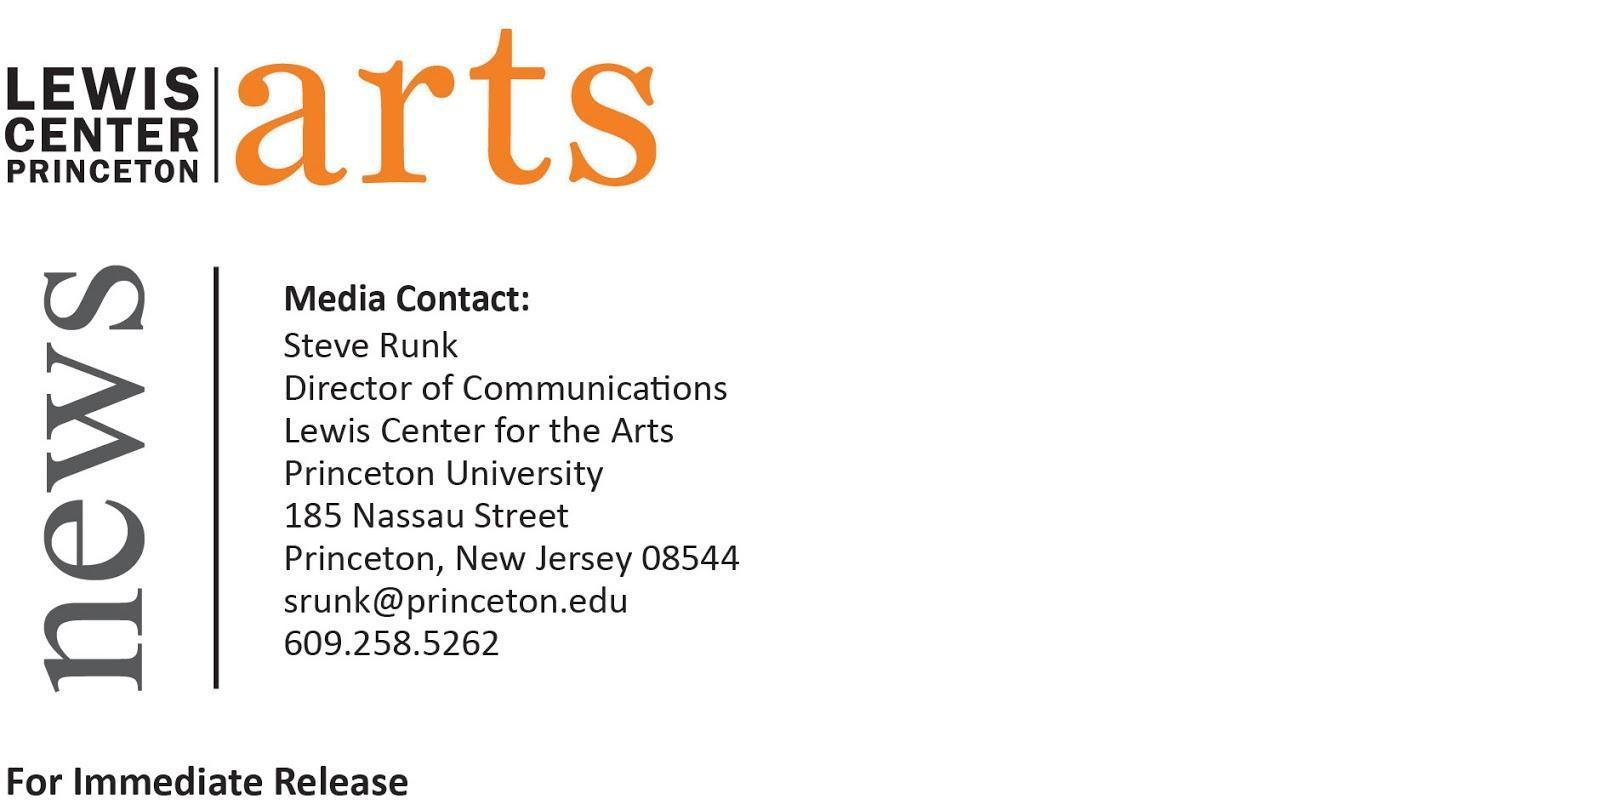 LEWIS
CENTER
PRINCETON
arts
news
Media Contact:
Steve Runk
Director of Communications
Lewis Center for the Arts
Princeton University
185 Nassau Street
Princeton, New Jersey 08544
srunk@princeton.edu
609.258.5262
For Immediate Release